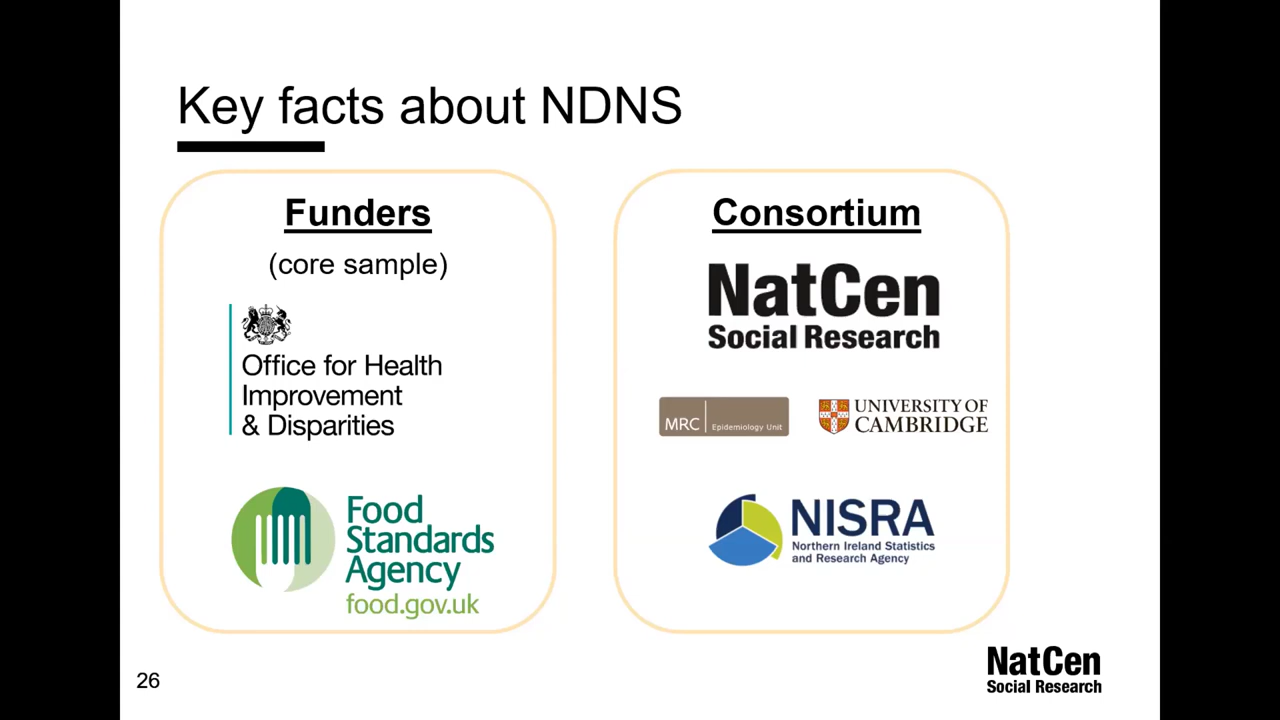 Key facts about NDNS
Funders
(core sample)
Office for Health
Improvement
& Disparities
Food
Standards
Agency
food.gov.uk
Consortium
NatCen
Social Research
MRC Epidemiology Unit
UNIVERSITY OF
CAMBRIDGE
NISRA
Northern Ireland Statistics
and Research Agency
26
NatCen
Social Research